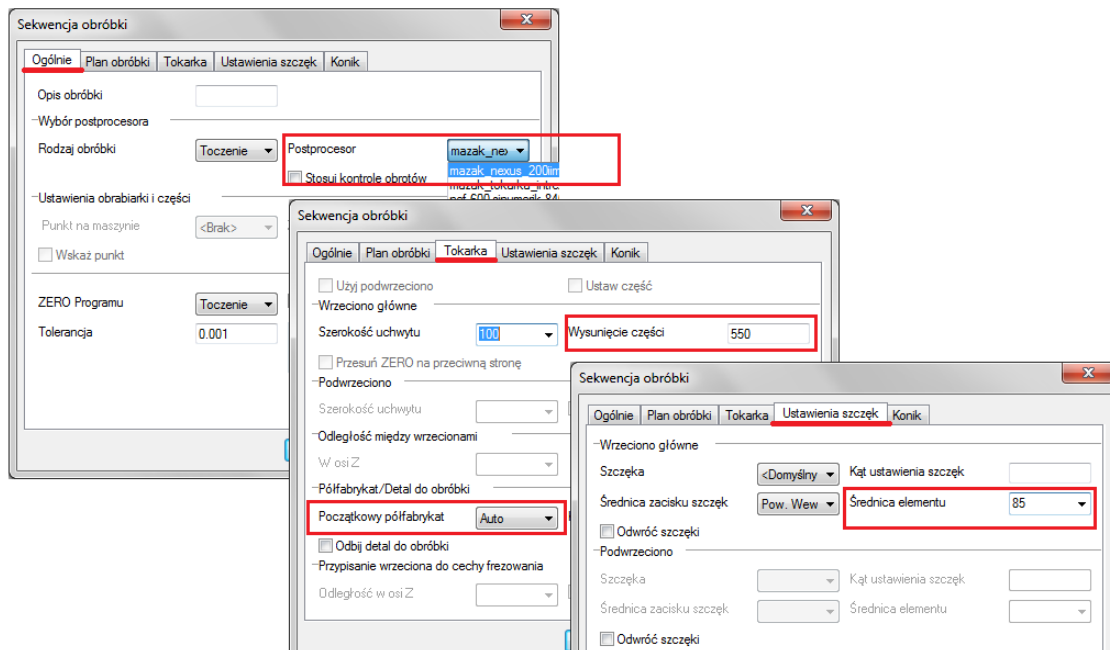 Sekwencja obróbki
Ogólnie Plan obróbki Tokarka Ustawienia szczęk Konik
Opis obróbki
Wybór postprocesora
Rodzaj obróbki Toczenie Postprocesor mazak_nex
mazak_nexus_200iim
Stosuj kontrole obrotów mazak_tokarka_intre
Ustawienia obrabiarki i części
Punkt na maszynie <Brak>
Wskaż punkt
ZERO Programu Toczenie
Tolerancja 0.001
Sekwencja obróbki
Ogólnie Plan obróbki Tokarka Ustawienia szczęk Konik
Użyj podwrzeciono Ustaw część
Wrzeciono główne
Szerokość uchwytu 100 Wysunięcie części 550
Przesuń ZERO na przeciwną stronę
Podwrzeciono
Szerokość uchwytu
Odległość między wrzecionami
W osi Z
Półfabrykat/Detal do obróbki
Początkowy półfabrykat Auto
Odbij detal do obróbki
Przypisanie wrzeciona do cechy frezowania
Odległość w osi Z
Sekwencja obróbki
Ogólnie Plan obróbki Tokarka Ustawienia szczęk Konik
Wrzeciono główne
Szczęka <Domyślny Kąt ustawienia szczęk
Średnica zacisku szczęk Pow. Wew Średnica elementu 85
Odwróć szczęki
Podwrzeciono
Szczęka Kąt ustawienia szczęk
Średnica zacisku szczęk Średnica elementu
Odwróć szczęki